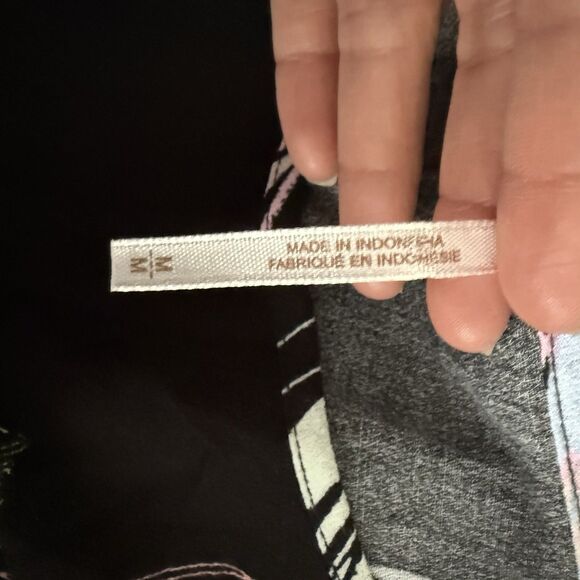 MADE IN INDONESIA
FABRIQUÉ EN INDONÉSIE
M
M